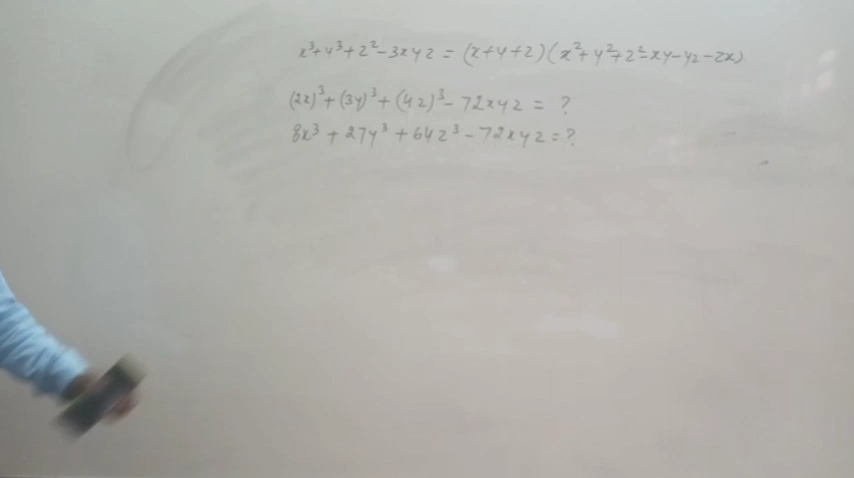 x³+y³+z²-3xyz = (x+y+z)(x²+y²+z²-xy-yz-zx)
(2x)³+(3y)³+(4z)³-72xyz = ?
8x³+27y³+64z³-72xyz=?